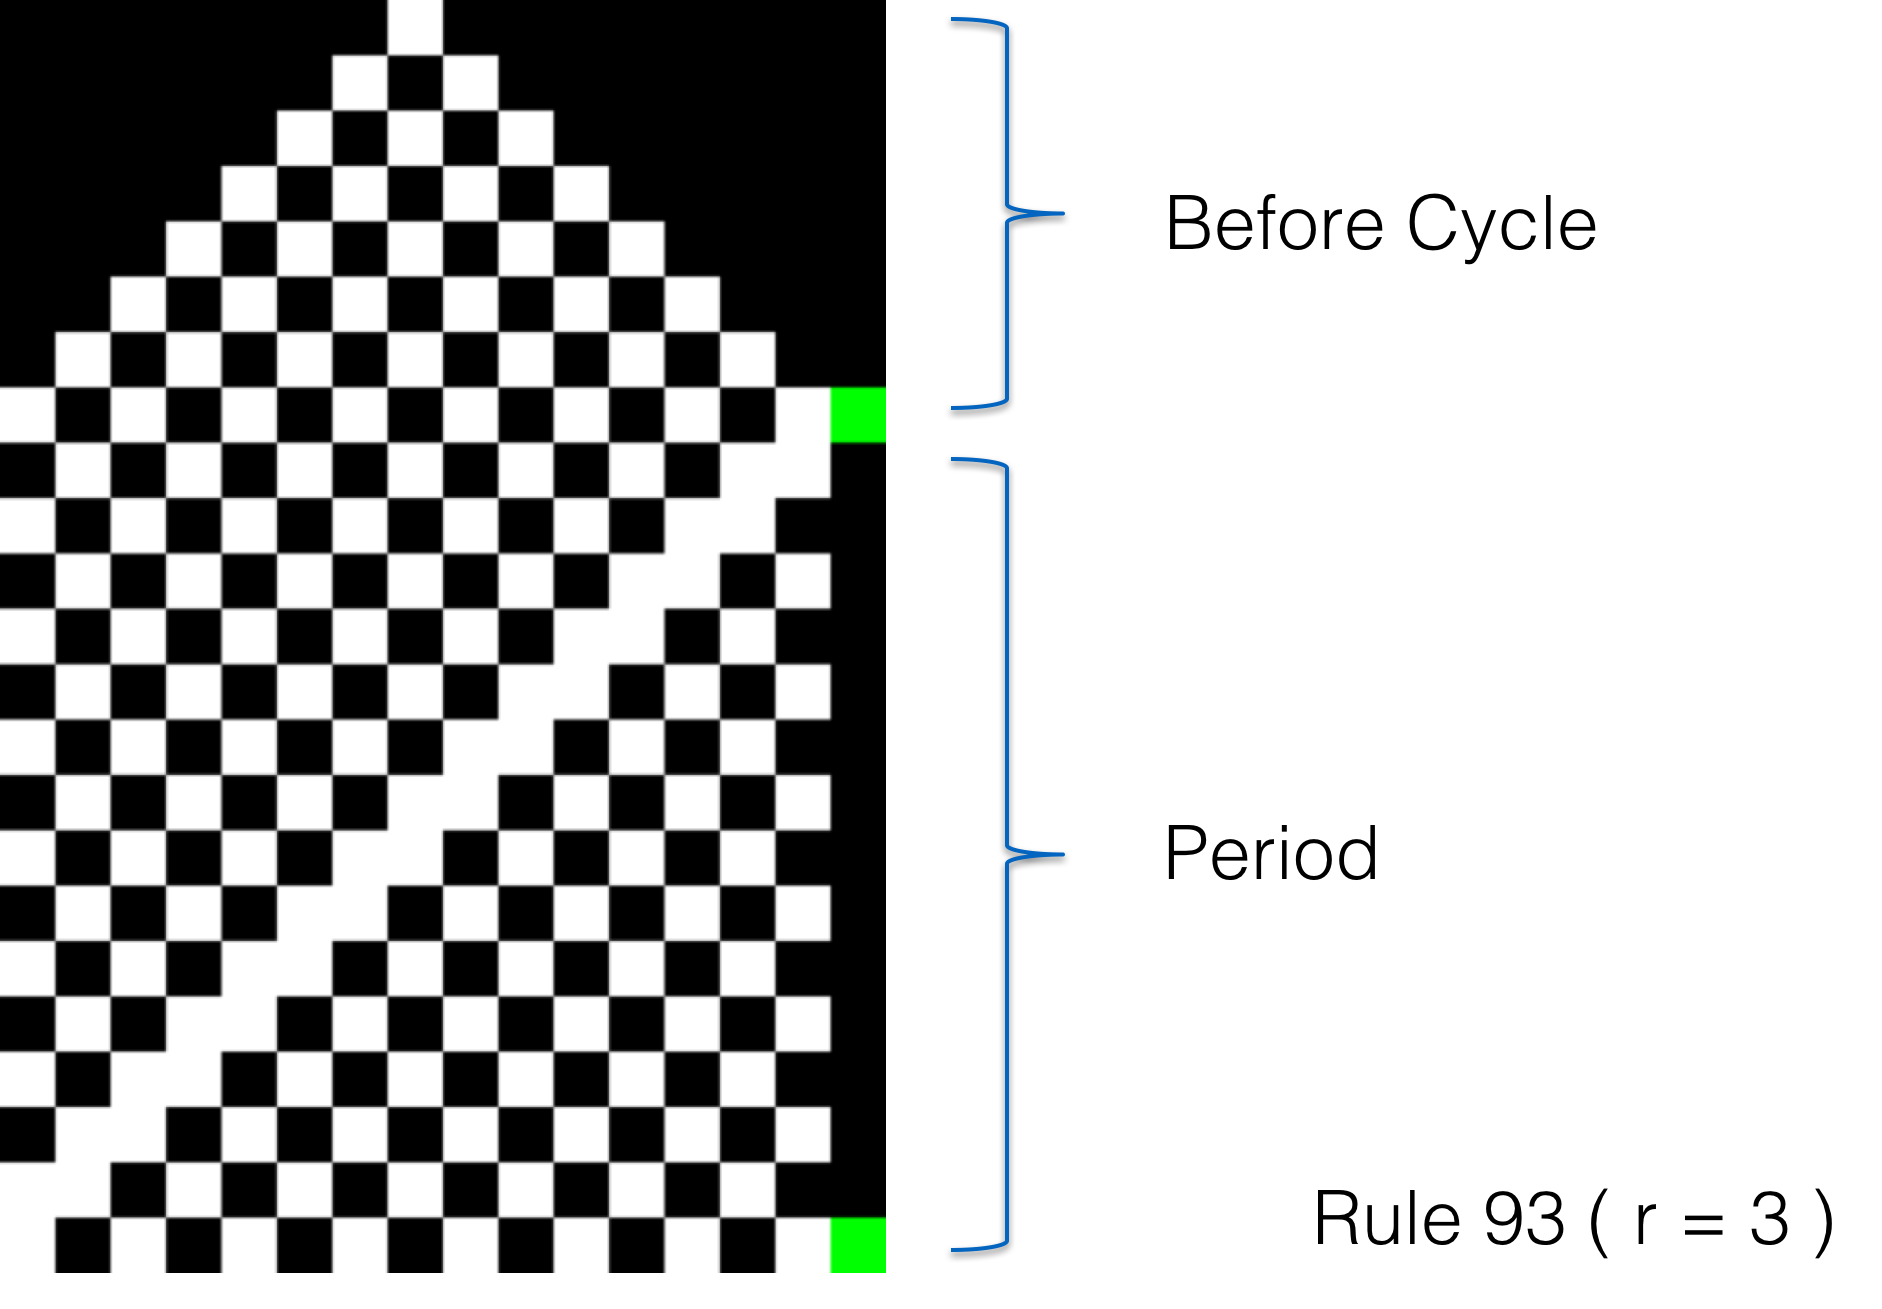 Before Cycle
Period
Rule 93 ( r = 3 )